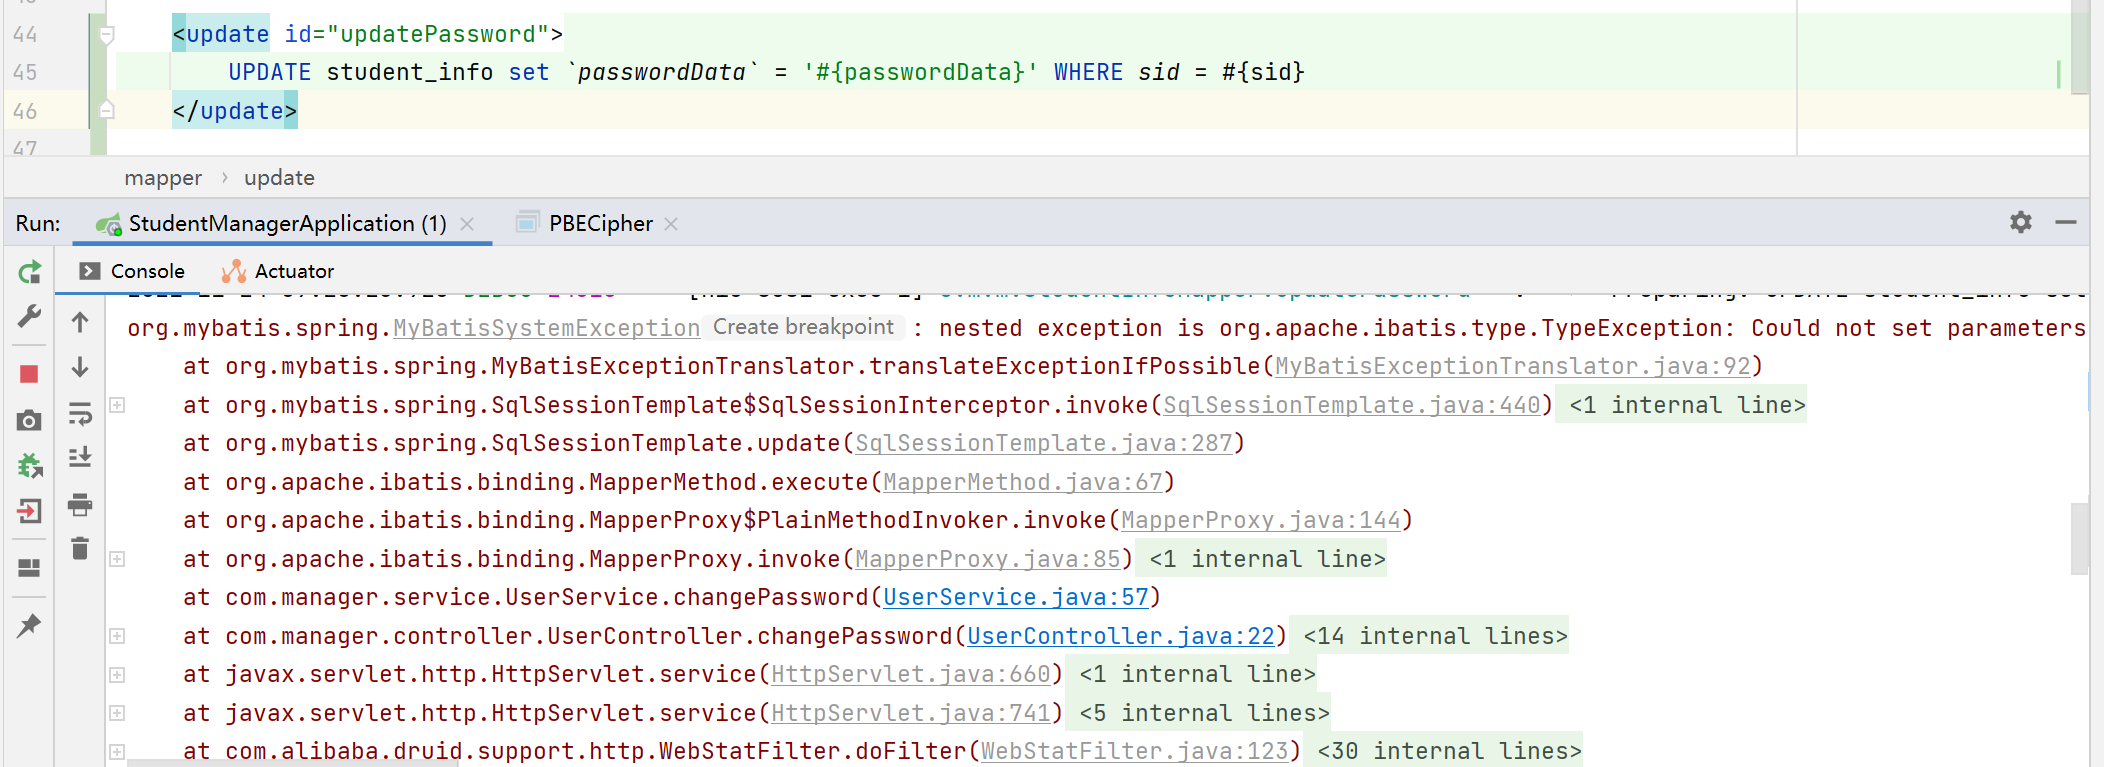 44 <update id="updatePassword">
45 UPDATE student_info set `passwordData` = '#{passwordData}' WHERE sid = #{sid}
46 </update>
47
mapper › update
Run: StudentManagerApplication (1) × PBECipher ×
Console Actuator
org.mybatis.spring.MyBatisSystemException Create breakpoint : nested exception is org.apache.ibatis.type.TypeException: Could not set parameters
at org.mybatis.spring.MyBatisExceptionTranslator.translateExceptionIfPossible(MyBatisExceptionTranslator.java:92)
at org.mybatis.spring.SqlSessionTemplate$SqlSessionInterceptor.invoke(SqlSessionTemplate.java:440) <1 internal line>
at org.mybatis.spring.SqlSessionTemplate.update(SqlSessionTemplate.java:287)
at org.apache.ibatis.binding.MapperMethod.execute(MapperMethod.java:67)
at org.apache.ibatis.binding.MapperProxy$PlainMethodInvoker.invoke(MapperProxy.java:144)
at org.apache.ibatis.binding.MapperProxy.invoke(MapperProxy.java:85) <1 internal line>
at com.manager.service.UserService.changePassword(UserService.java:57)
at com.manager.controller.UserController.changePassword(UserController.java:22) <14 internal lines>
at javax.servlet.http.HttpServlet.service(HttpServlet.java:660) <1 internal line>
at javax.servlet.http.HttpServlet.service(HttpServlet.java:741) <5 internal lines>
at com.alibaba.druid.support.http.WebStatFilter.doFilter(WebStatFilter.java:123) <30 internal lines>